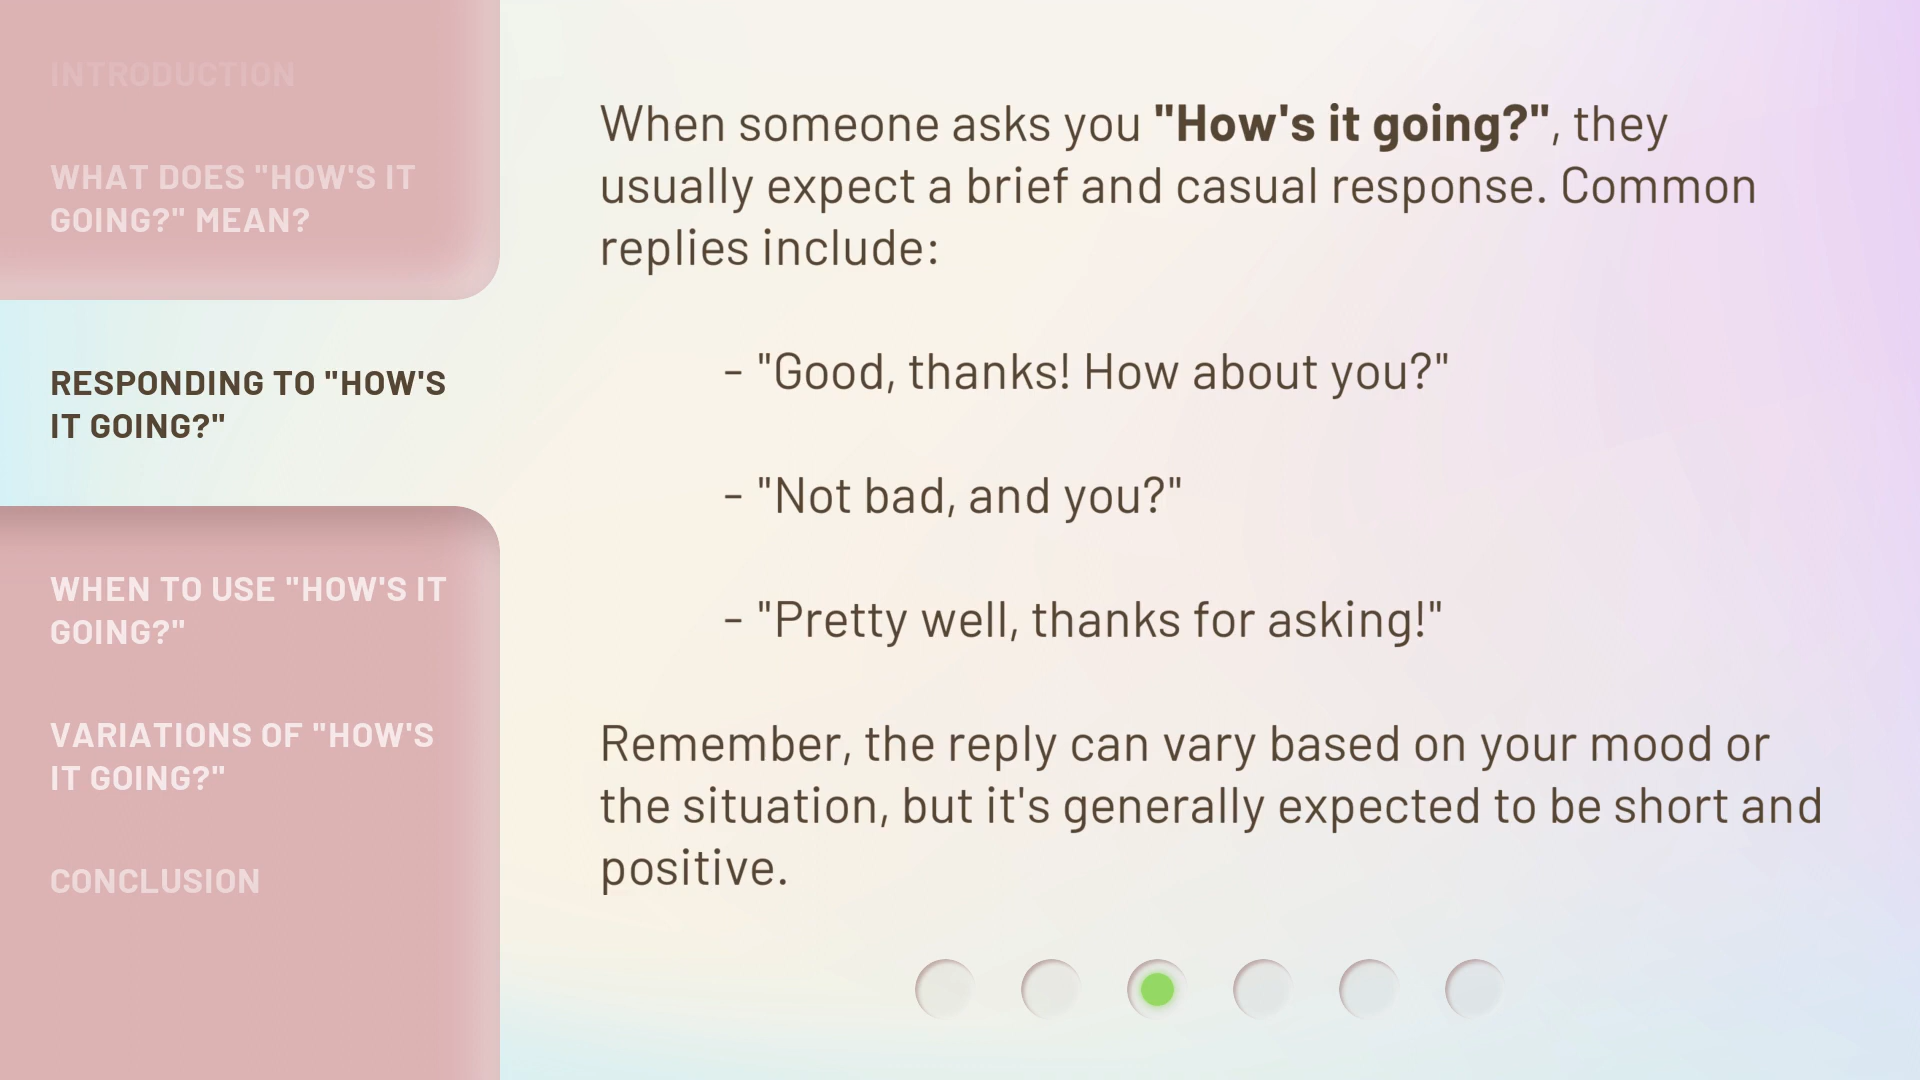 INTRODUCTION
WHAT DOES "HOW'S IT
GOING?" MEAN?
RESPONDING TO "HOW'S
IT GOING?"
WHEN TO USE "HOW'S IT
GOING?"
VARIATIONS OF "HOW'S
IT GOING?"
CONCLUSION
When someone asks you "How's it going?", they
usually expect a brief and casual response. Common
replies include:
- "Good, thanks! How about you?"
- "Not bad, and you?"
- "Pretty well, thanks for asking!"
Remember, the reply can vary based on your mood or
the situation, but it's generally expected to be short and
positive.